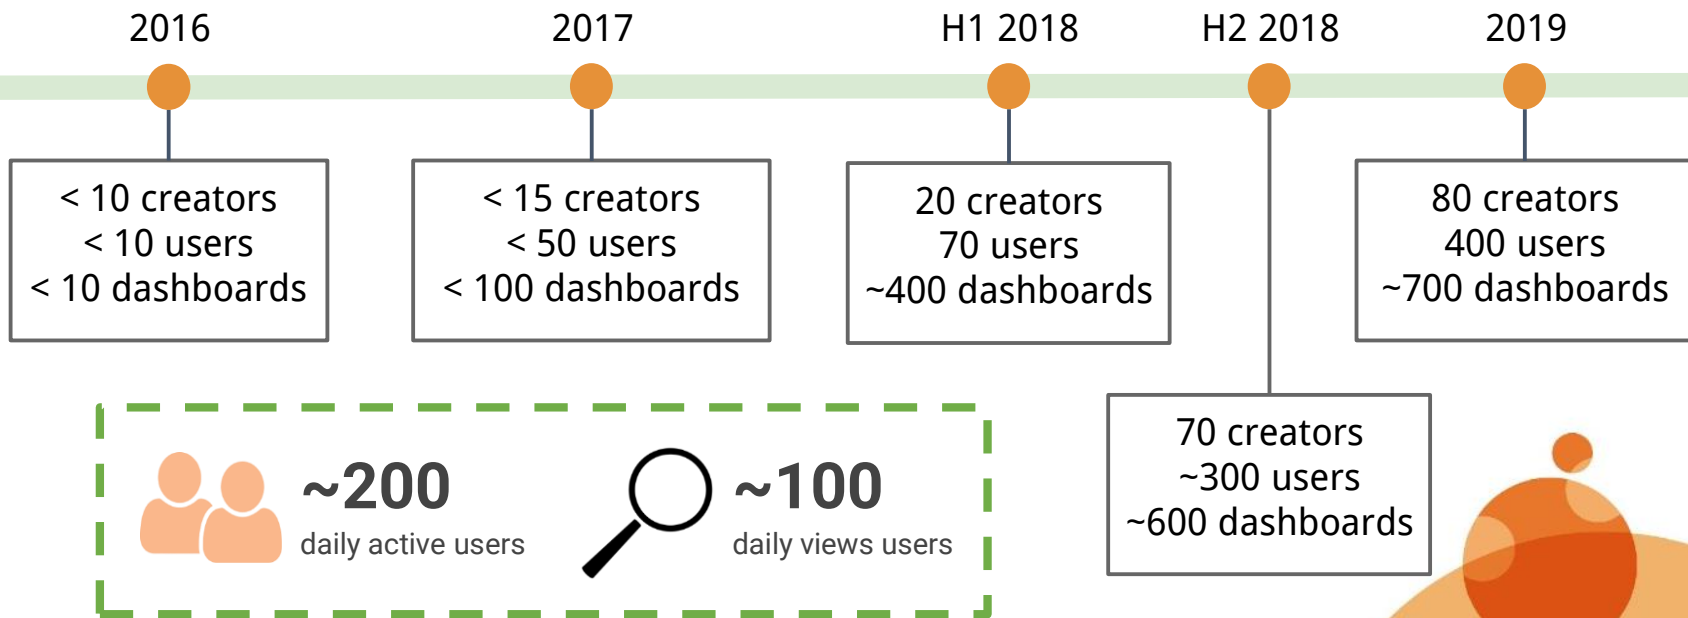 2016
2017
H1 2018
H2 2018
2019
< 10 creators
< 10 users
< 10 dashboards
< 15 creators
< 50 users
< 100 dashboards
20 creators
70 users
~400 dashboards
70 creators
~300 users
~600 dashboards
80 creators
400 users
~700 dashboards
~200
daily active users
~100
daily views users